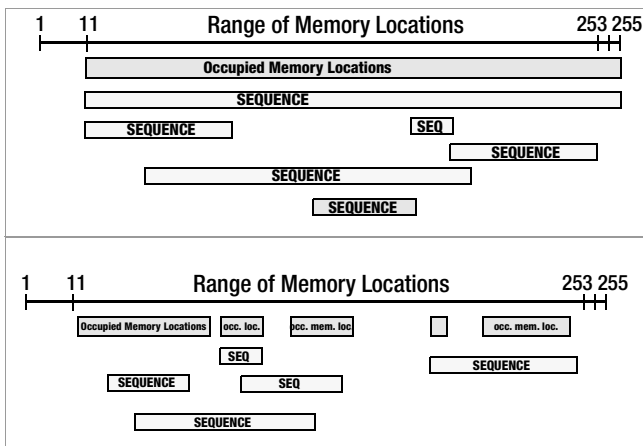 Range of Memory Locations
1 11 253 255
Occupied Memory Locations
SEQUENCE
SEQUENCE SEQ
SEQUENCE
SEQUENCE
SEQUENCE
Range of Memory Locations
1 11 253 255
Occupied Memory Locations occ. loc. occ. mem. loc occ. mem. loc.
SEQ
SEQUENCE
SEQUENCE SEQ
SEQUENCE